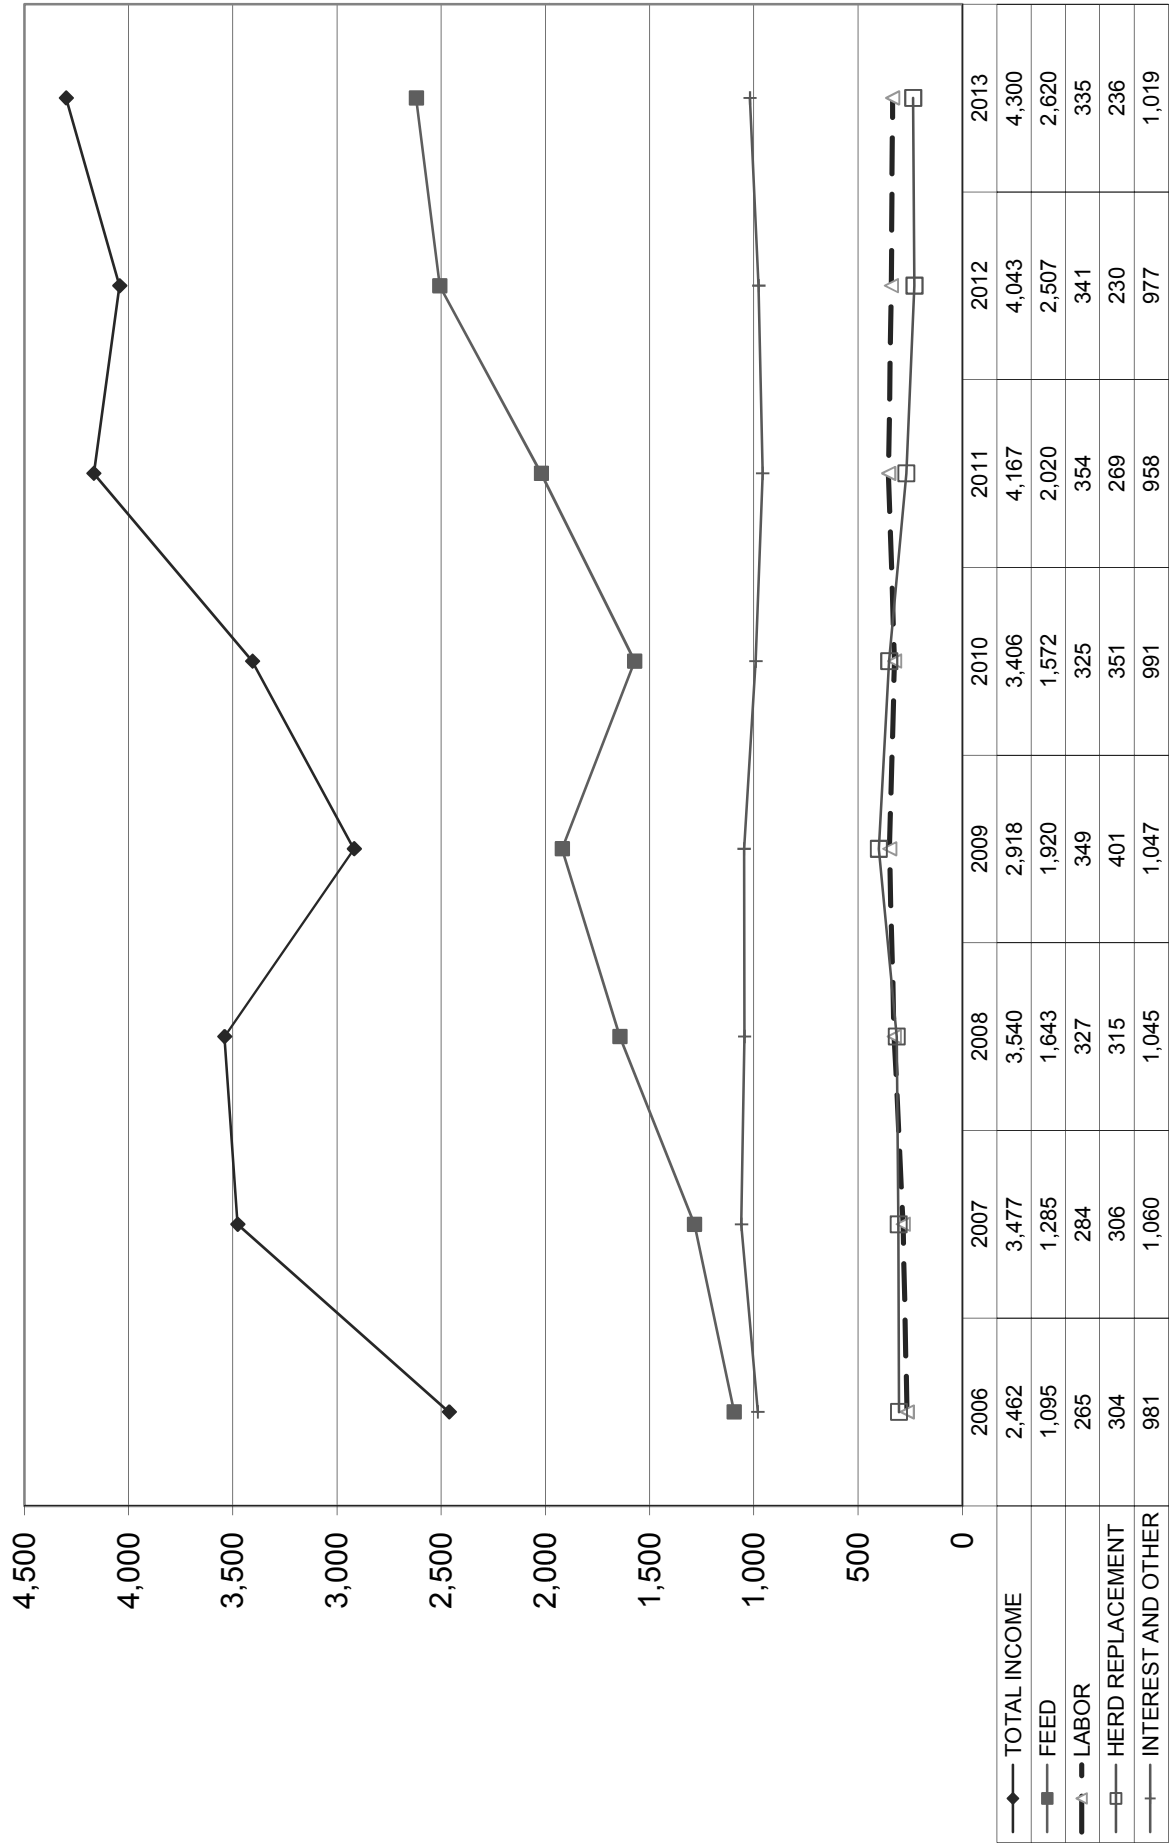 4,500
4,000
3,500
3,000
2,500
2,000
1,500
1,000
500
0
2006 2007 2008 2009 2010 2011 2012 2013
TOTAL INCOME 2,462 3,477 3,540 2,918 3,406 4,167 4,043 4,300
FEED 1,095 1,285 1,643 1,920 1,572 2,020 2,507 2,620
LABOR 265 284 327 349 325 354 341 335
HERD REPLACEMENT 304 306 315 401 351 269 230 236
INTEREST AND OTHER 981 1,060 1,045 1,047 991 958 977 1,019